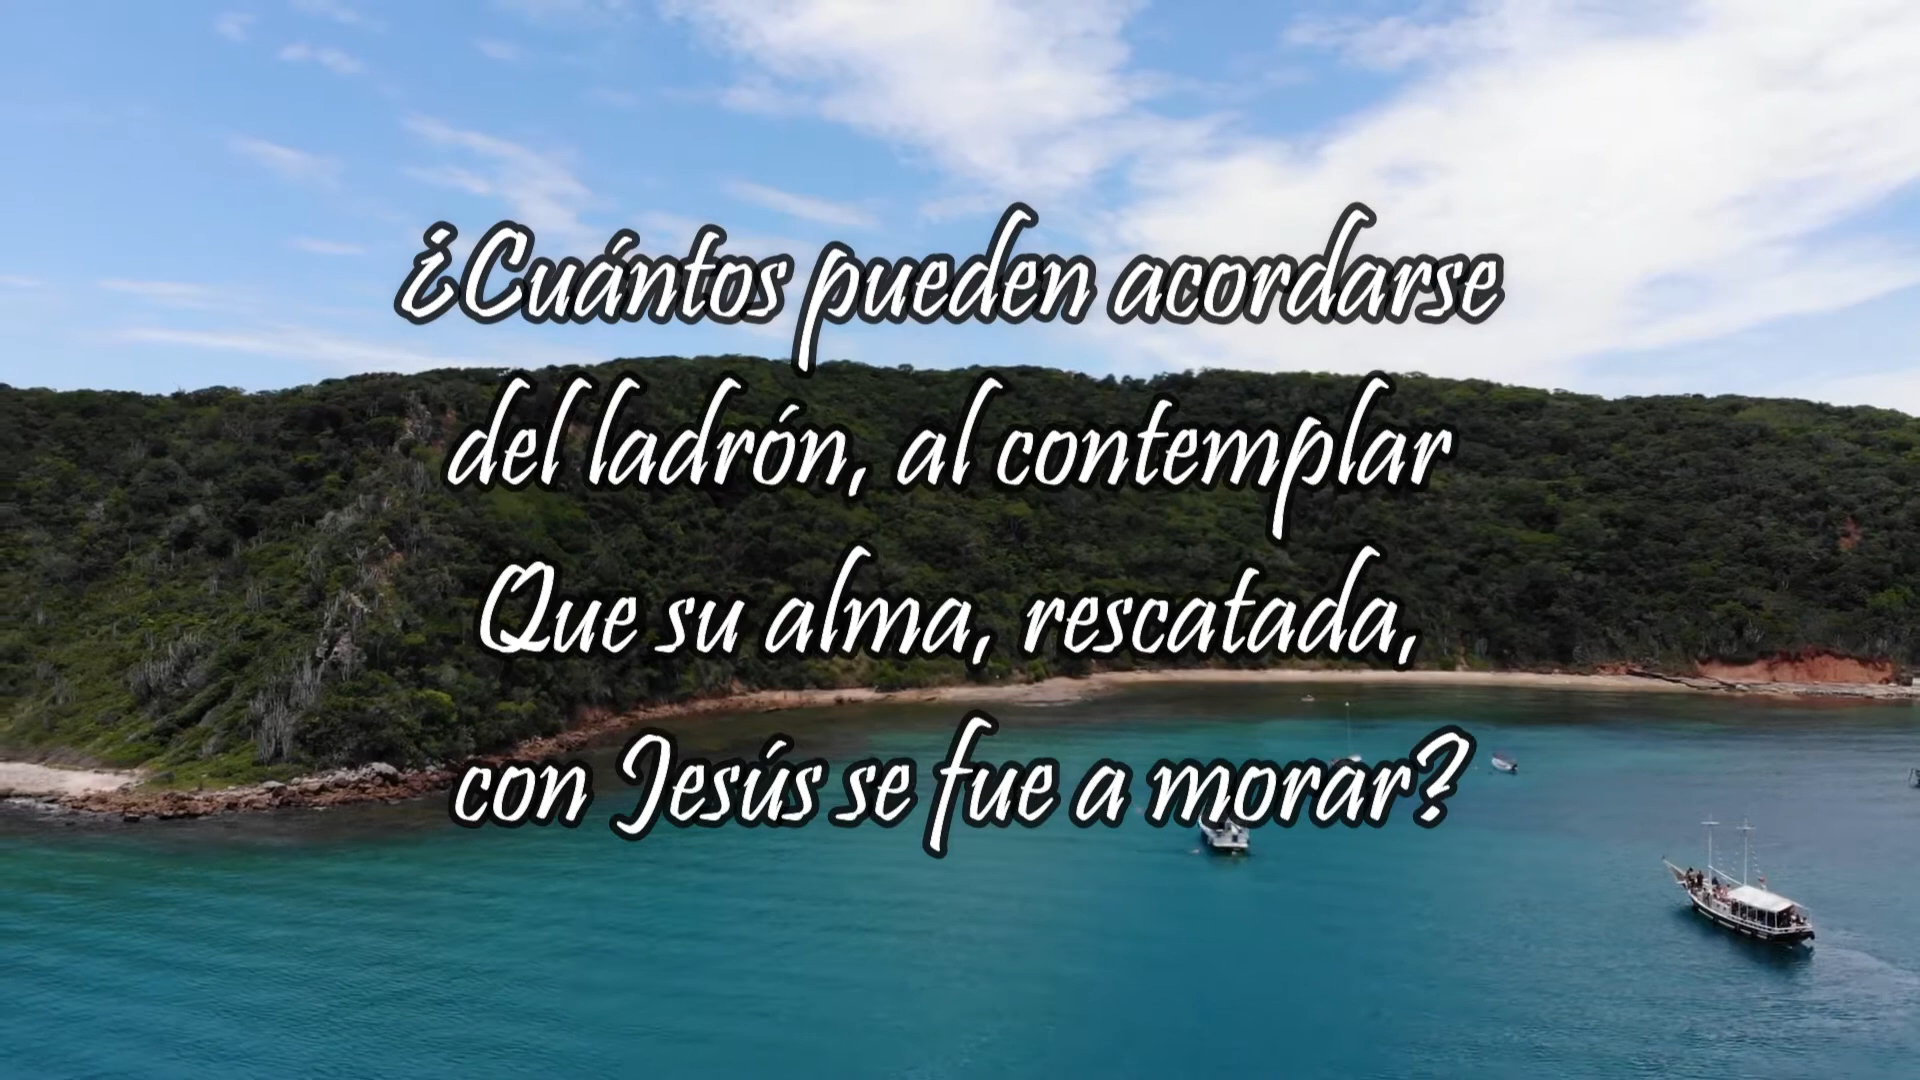 ¿Cuántos pueden acordarse
del ladrón, al contemplar
Que su alma, rescatada,
con Jesús se fue a morar?